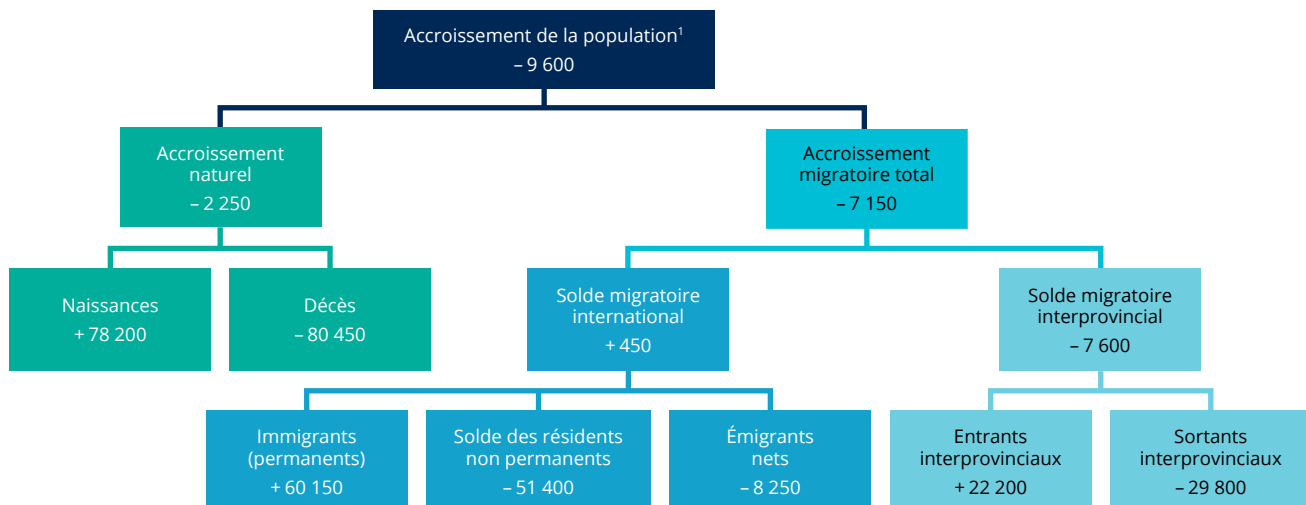 Accroissement de la population¹
– 9 600
Accroissement
naturel
– 2 250
Accroissement
migratoire total
– 7 150
Naissances
+ 78 200
Décès
– 80 450
Solde migratoire
international
+ 450
Solde migratoire
interprovincial
– 7 600
Immigrants
(permanents)
+ 60 150
Solde des résidents
non permanents
– 51 400
Émigrants
nets
– 8 250
Entrants
interprovinciaux
+ 22 200
Sortants
interprovinciaux
– 29 800